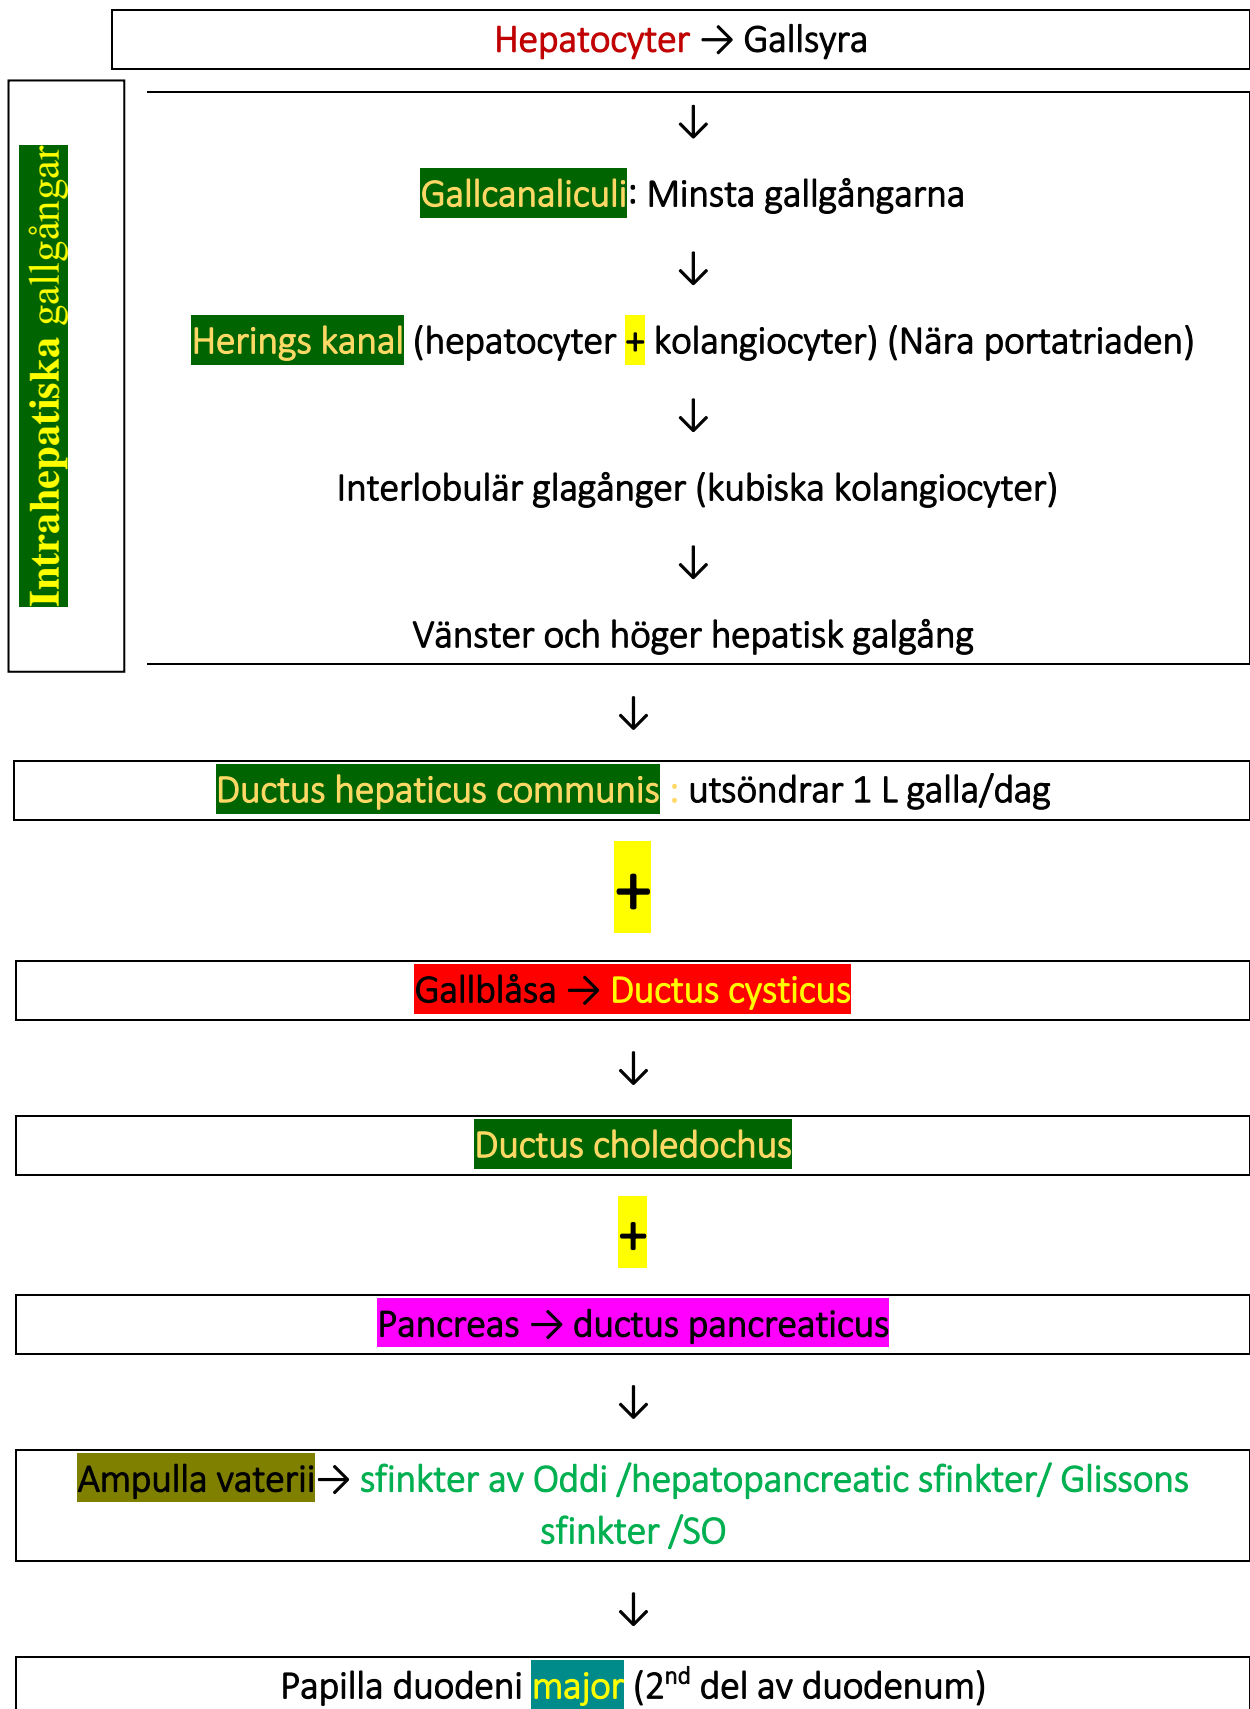 Hepatocyter → Gallsyra
Intrahepatiska gallgångar
↓
Gallcanaliculi: Minsta gallgångarna
↓
Herings kanal (hepatocyter + kolangiocyter) (Nära portatriaden)
↓
Interlobulär glagånger (kubiska kolangiocyter)
↓
Vänster och höger hepatisk galgång
↓
Ductus hepaticus communis : utsöndrar 1 L galla/dag
+
Gallblåsa → Ductus cysticus
↓
Ductus choledochus
+
Pancreas → ductus pancreaticus
↓
Ampulla vaterii→ sfinkter av Oddi /hepatopancreatic sfinkter/ Glissons
sfinkter /SO
↓
Papilla duodeni major (2nd del av duodenum)